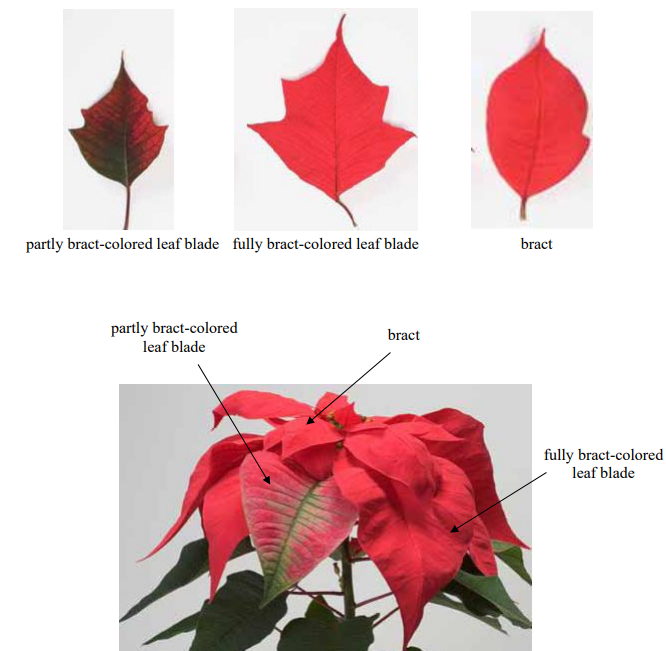 partly bract-colored leaf blade
fully bract-colored leaf blade
bract
partly bract-colored
leaf blade
bract
fully bract-colored
leaf blade